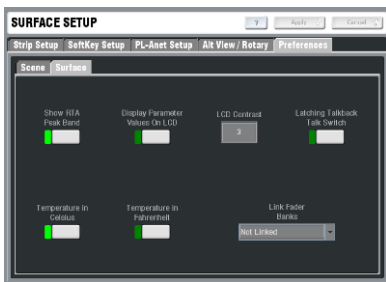 SURFACE SETUP
? Apply Cancel
Strip Setup SoftKey Setup PL-Anet Setup Alt View / Rotary Preferences
Scene Surface
Show RTA
Peak Band
Display Parameter
Values On LCD
LCD Contrast
3
Latching Talkback
Talk Switch
Temperature in
Celsius
Temperature in
Fahrenheit
Link Fader
Banks
Not Linked